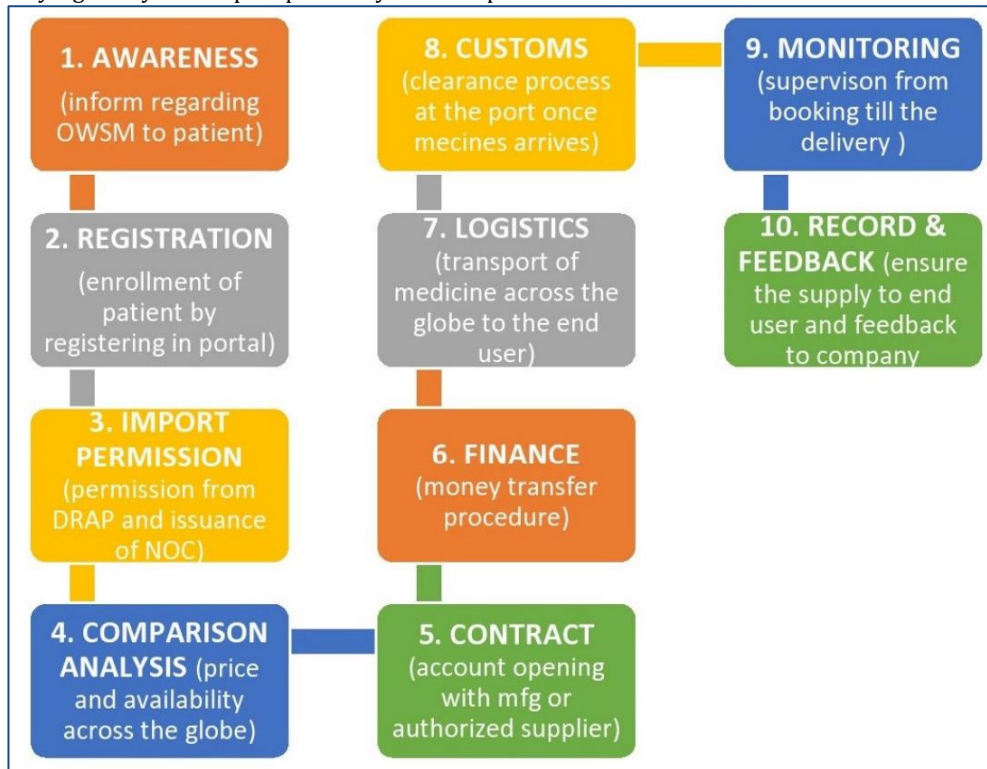 1. AWARENESS
(inform regarding
OWSM to patient)
2. REGISTRATION
(enrollment of
patient by
registering in portal)
3. IMPORT
PERMISSION
(permission from
DRAP and issuance
of NOC)
4. COMPARISON
ANALYSIS (price
and availability
across the globe)
5. CONTRACT
(account opening
with mfg or
authorized supplier)
6. FINANCE
(money transfer
procedure)
7. LOGISTICS
(transport of
medicine across the
globe to the end
user)
8. CUSTOMS
(clearance process
at the port once
mecines arrives)
9. MONITORING
(supervison from
booking till the
delivery )
10. RECORD &
FEEDBACK (ensure
the supply to end
user and feedback
to company